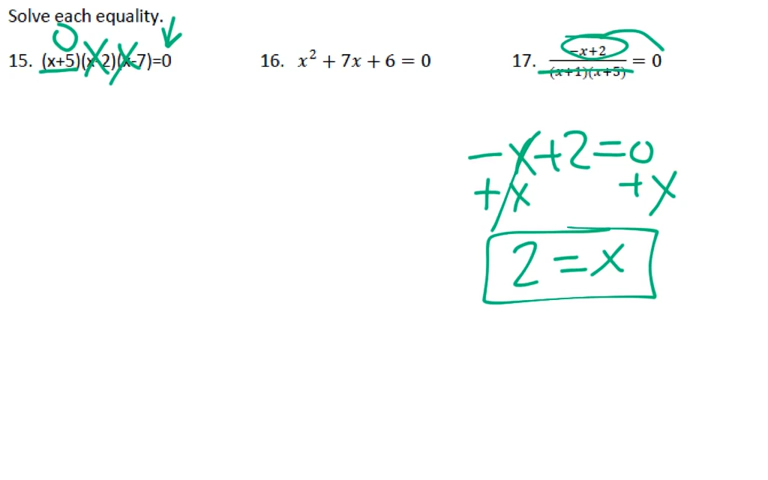 Solve each equality.
0
15. (x+5)(x-2)(x-7)=0
16. x² + 7x + 6 = 0
17. -x+2 / (x+1)(x+5) = 0
-x+2=0
+x +x
2=x